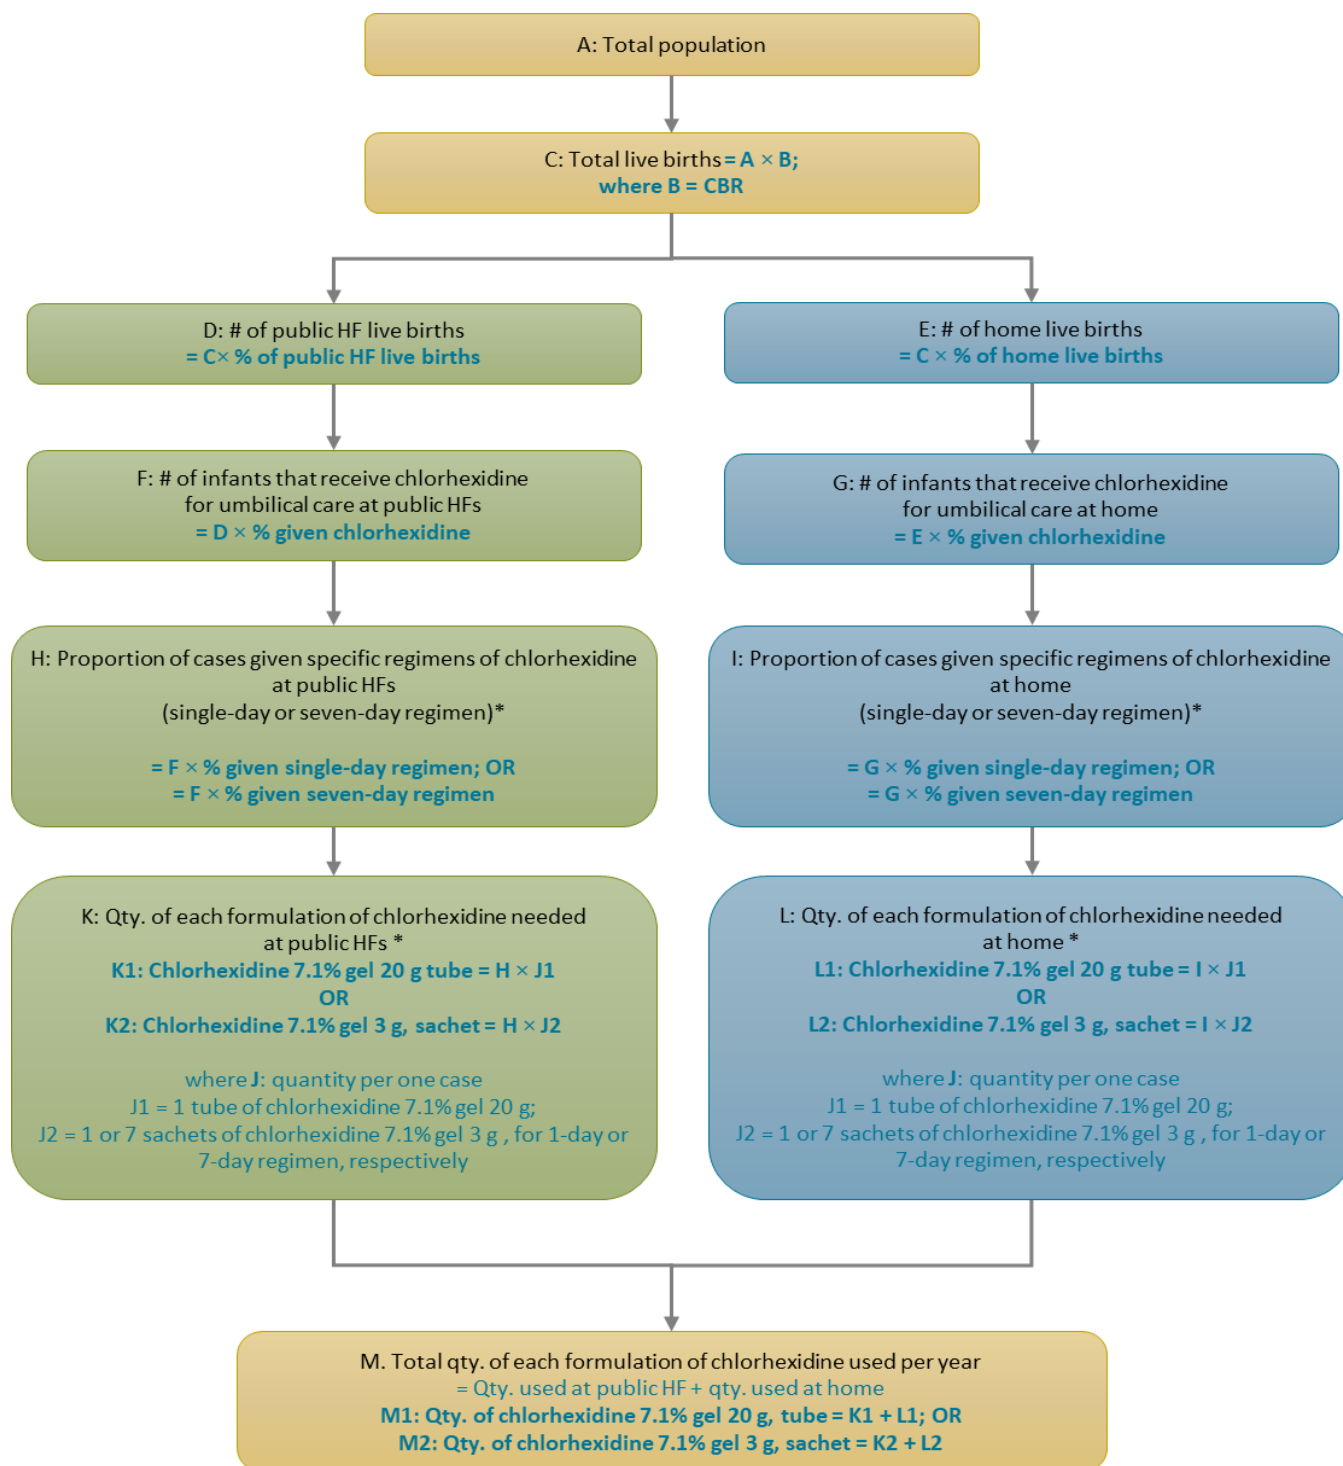 A: Total population
C: Total live births = A × B;
where B = CBR
D: # of public HF live births
= C× % of public HF live births
E: # of home live births
= C × % of home live births
F: # of infants that receive chlorhexidine
for umbilical care at public HFs
= D × % given chlorhexidine
G: # of infants that receive chlorhexidine
for umbilical care at home
= E × % given chlorhexidine
H: Proportion of cases given specific regimens of chlorhexidine
at public HFs
(single-day or seven-day regimen)*
= F × % given single-day regimen; OR
= F × % given seven-day regimen
I: Proportion of cases given specific regimens of chlorhexidine
at home
(single-day or seven-day regimen)*
= G × % given single-day regimen; OR
= G × % given seven-day regimen
K: Qty. of each formulation of chlorhexidine needed
at public HFs *
K1: Chlorhexidine 7.1% gel 20 g tube = H × J1
OR
K2: Chlorhexidine 7.1% gel 3 g, sachet = H × J2
where J: quantity per one case
J1 = 1 tube of chlorhexidine 7.1% gel 20 g;
J2 = 1 or 7 sachets of chlorhexidine 7.1% gel 3 g , for 1-day or
7-day regimen, respectively
L: Qty. of each formulation of chlorhexidine needed
at home *
L1: Chlorhexidine 7.1% gel 20 g tube = I × J1
OR
L2: Chlorhexidine 7.1% gel 3 g, sachet = I × J2
where J: quantity per one case
J1 = 1 tube of chlorhexidine 7.1% gel 20 g;
J2 = 1 or 7 sachets of chlorhexidine 7.1% gel 3 g , for 1-day or
7-day regimen, respectively
M. Total qty. of each formulation of chlorhexidine used per year
= Qty. used at public HF + qty. used at home
M1: Qty. of chlorhexidine 7.1% gel 20 g, tube = K1 + L1; OR
M2: Qty. of chlorhexidine 7.1% gel 3 g, sachet = K2 + L2